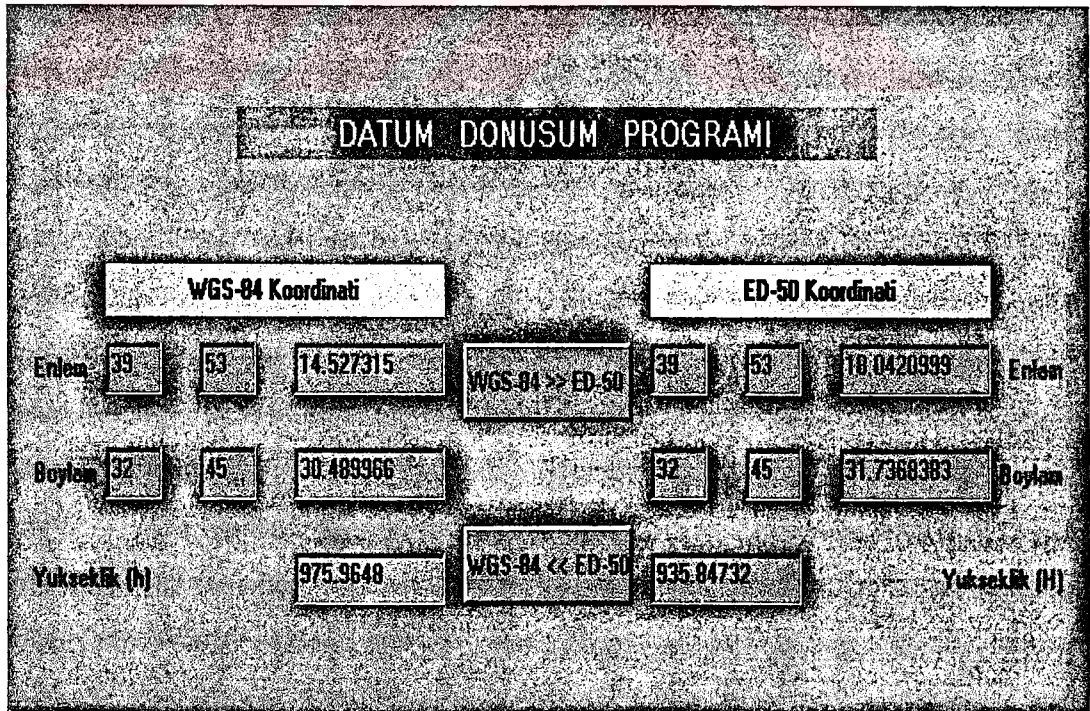 DATUM DONUSUM PROGRAMI
WGS-84 Koordinati ED-50 Koordinati
Enlem 39 53 14.527315 WGS-84 >> ED-50 39 53 18.0420999 Enlem
Boylam 32 45 30.489966 32 45 31.7368383 Boylam
Yukseklik (h) 975.9648 WGS-84 << ED-50 935.84732 Yukseklik (H)